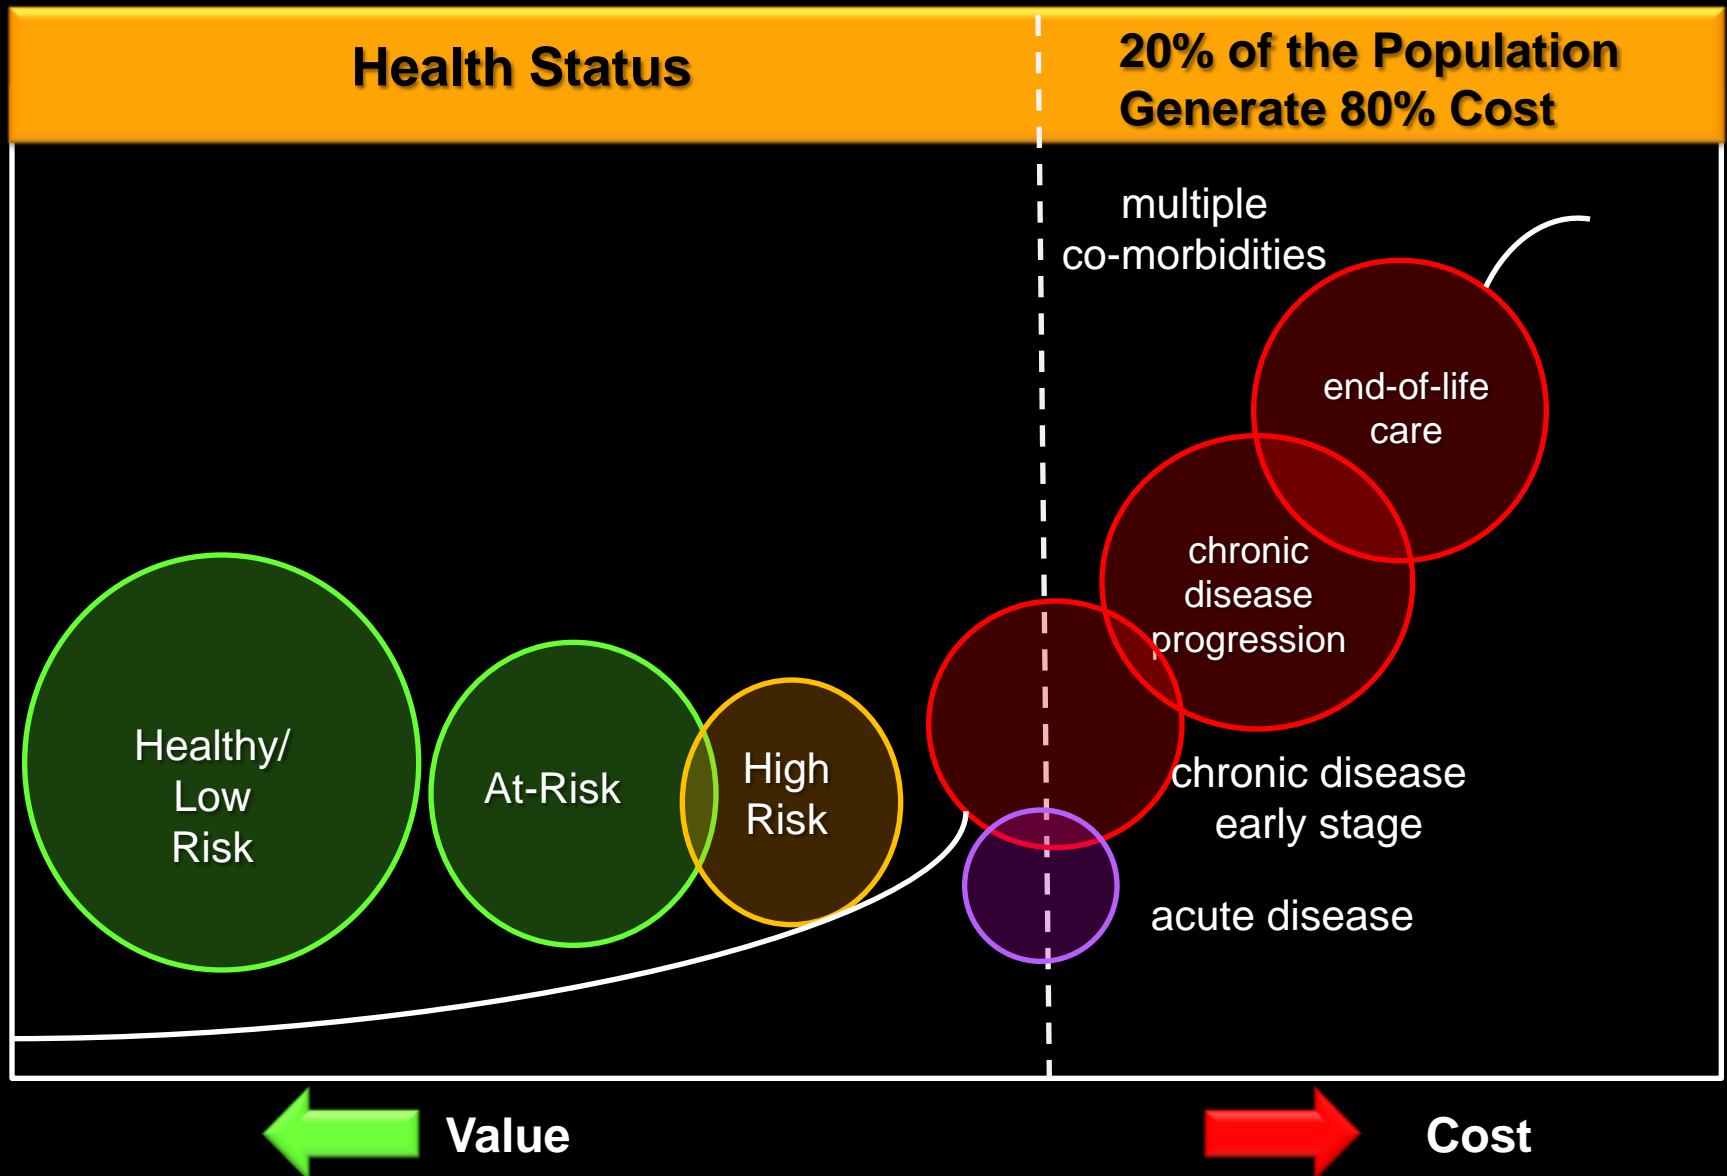 Health Status
20% of the Population
Generate 80% Cost
multiple
co-morbidities
end-of-life
care
chronic
disease
progression
Healthy/
Low
Risk
At-Risk
High
Risk
chronic disease
early stage
acute disease
Value
Cost